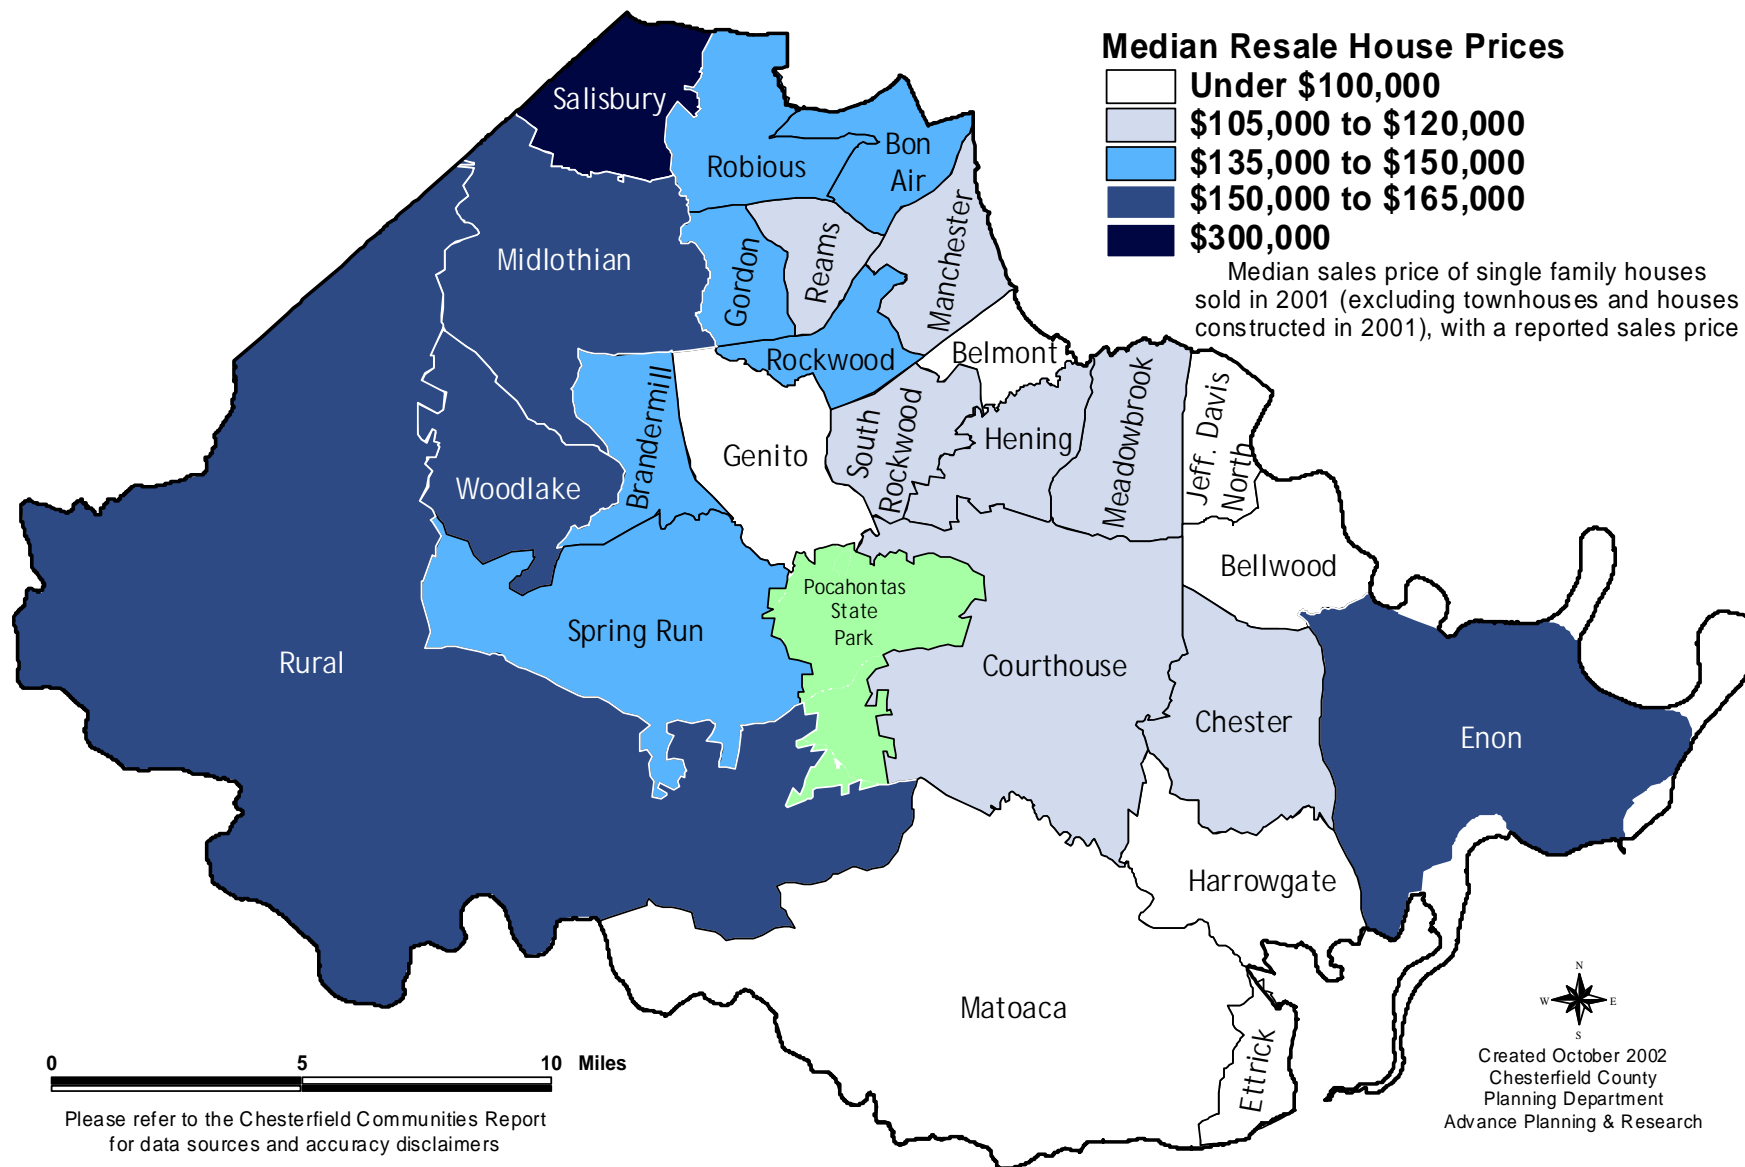 Median Resale House Prices
Under $100,000
$105,000 to $120,000
$135,000 to $150,000
$150,000 to $165,000
$300,000
Median sales price of single family houses
sold in 2001 (excluding townhouses and houses
constructed in 2001), with a reported sales price
Salisbury
Robious
Bon
Air
Midlothian
Gordon
Reams
Manchester
Rockwood
Belmont
Brandermill
Genito
South
Rockwood
Hening
Meadowbrook
Jeff. Davis
North
Woodlake
Bellwood
Pocahontas
State
Park
Spring Run
Rural
Courthouse
Chester
Enon
Harrowgate
Matoaca
Ettrick
N
W
E
S
0
5
10
Miles
Please refer to the Chesterfield Communities Report
for data sources and accuracy disclaimers
Created October 2002
Chesterfield County
Planning Department
Advance Planning & Research